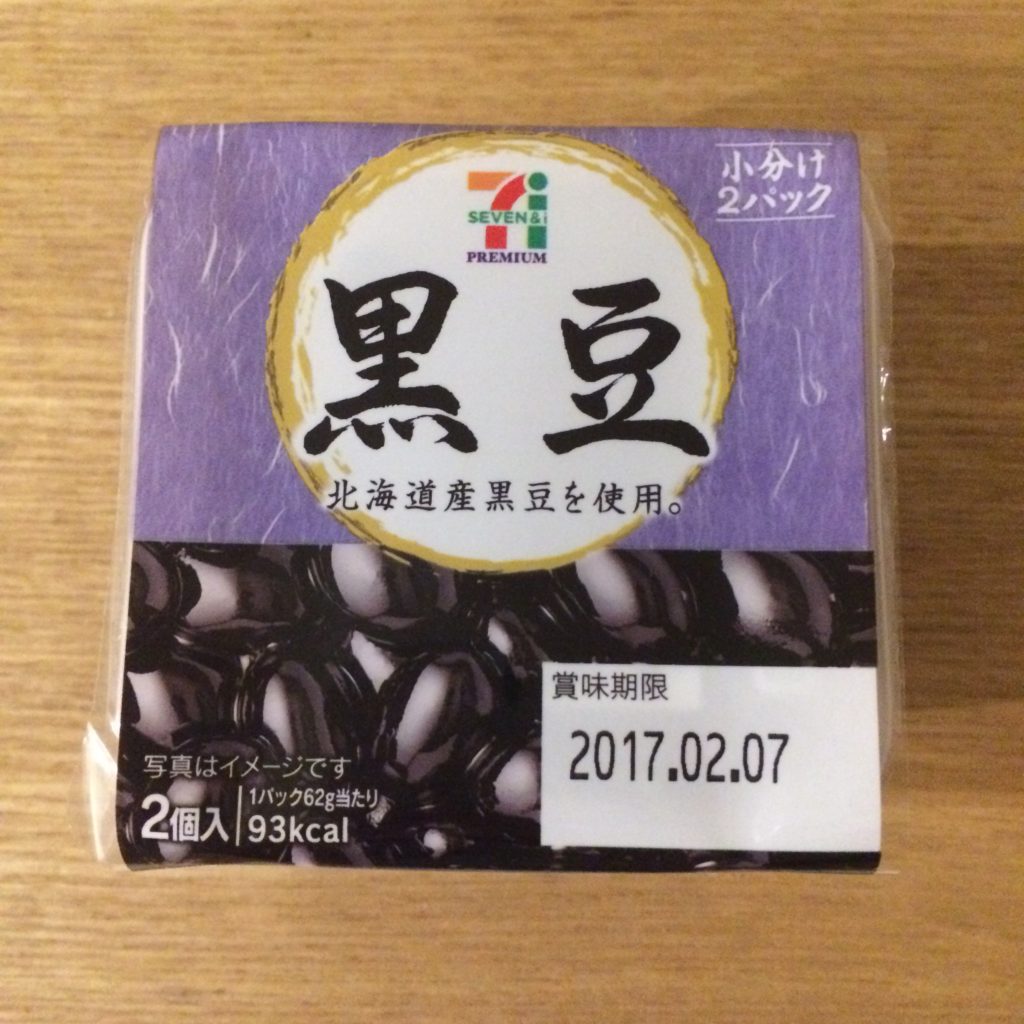 小分け
2パック
7i
SEVEN&i
PREMIUM
黒豆
北海道産黒豆を使用。
賞味期限
2017.02.07
写真はイメージです
2個入
1パック62g当たり
93kcal